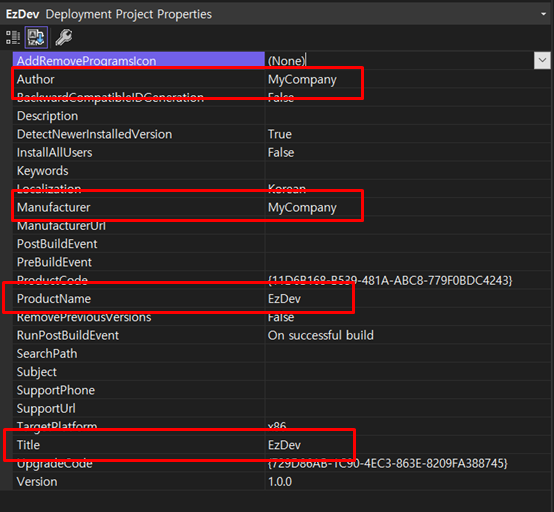 EzDev Deployment Project Properties
AddRemoveProgramsIcon (None)
Author MyCompany
BackwardCompatibleIDGeneration False
Description
DetectNewerInstalledVersion True
InstallAllUsers False
Keywords
Localization Korean
Manufacturer MyCompany
ManufacturerUrl
PostBuildEvent
PreBuildEvent
ProductCode {11D6B168-B539-481A-ABC8-779F0BDC4243}
ProductName EzDev
RemovePreviousVersions False
RunPostBuildEvent On successful build
SearchPath
Subject
SupportPhone
SupportUrl
TargetPlatform x86
Title EzDev
UpgradeCode {729D86AB-1C90-4EC3-863E-8209FA388745}
Version 1.0.0